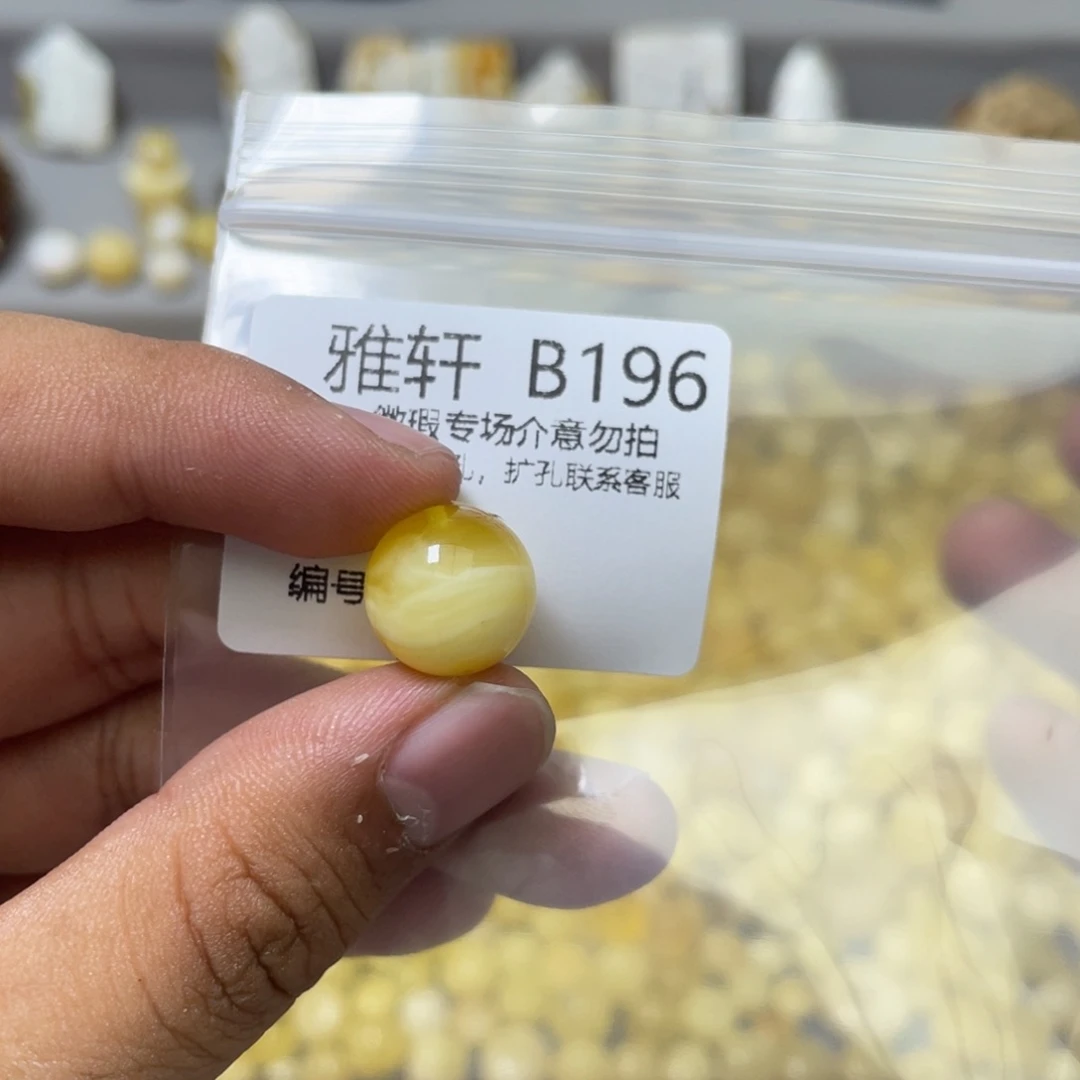 雅轩 B196
微瑕专场介意勿拍
孔，扩孔联系客服
编号